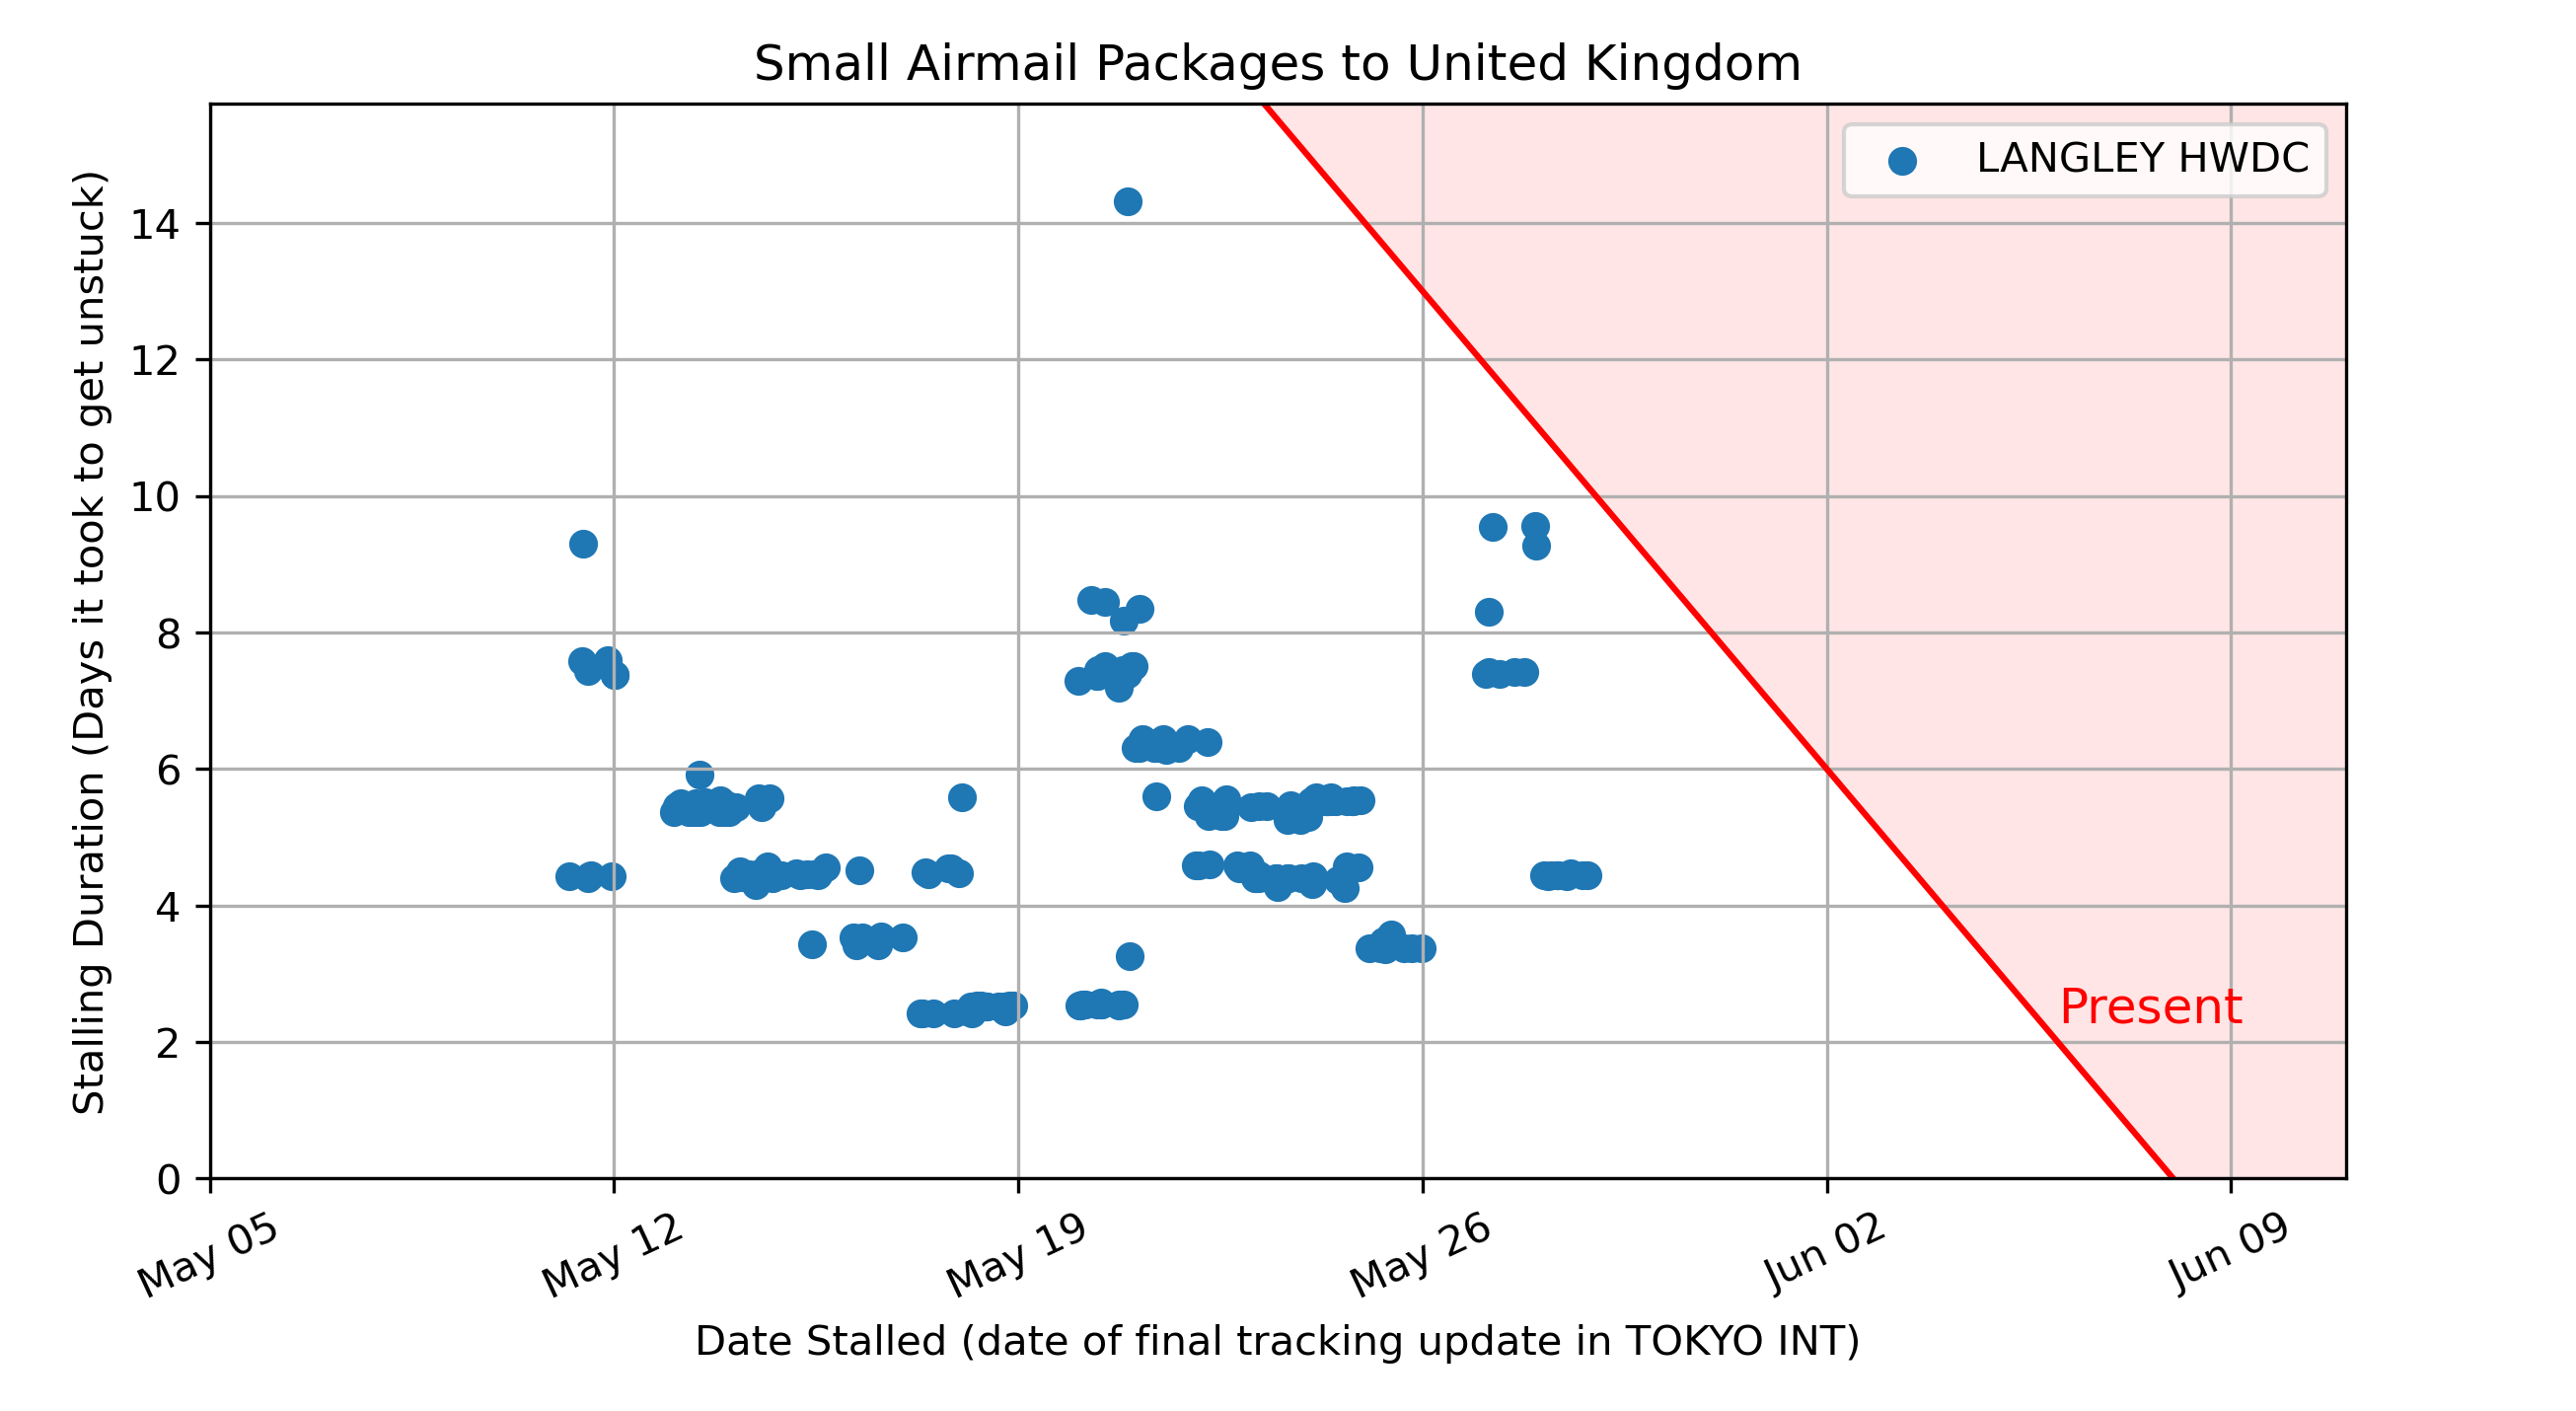 Small Airmail Packages to United Kingdom
LANGLEY HWDC
Stalling Duration (Days it took to get unstuck)
14
12
10
8
6
4
2
0
Present
May 05
May 12
May 19
May 26
Jun 02
Jun 09
Date Stalled (date of final tracking update in TOKYO INT)